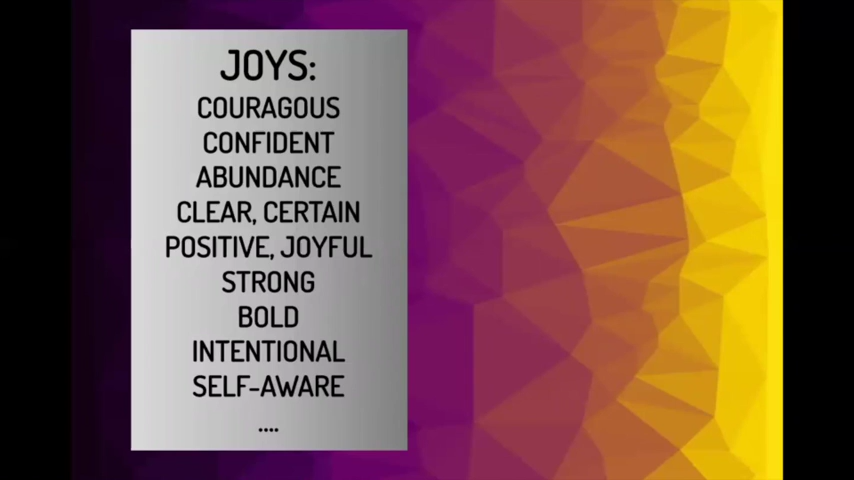 JOYS:
COURAGOUS
CONFIDENT
ABUNDANCE
CLEAR, CERTAIN
POSITIVE, JOYFUL
STRONG
BOLD
INTENTIONAL
SELF-AWARE
....